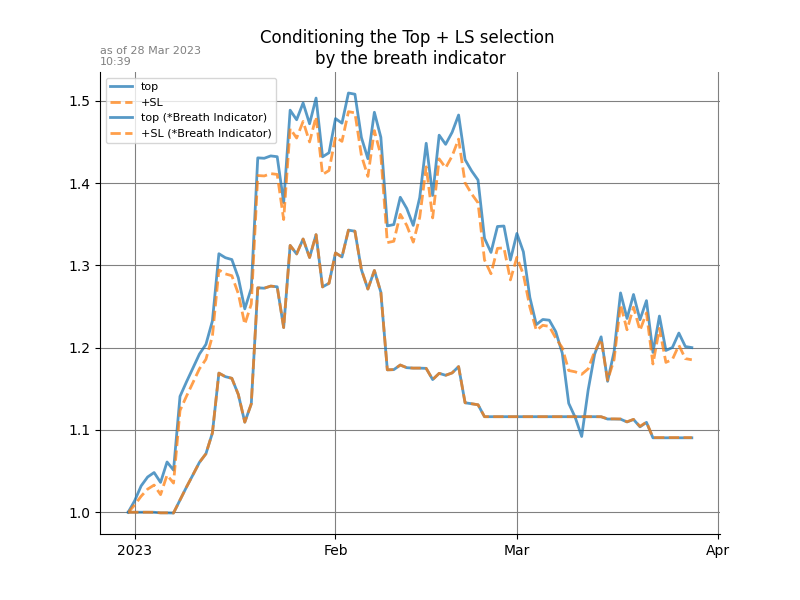 Conditioning the Top + LS selection
by the breath indicator
as of 28 Mar 2023
10:39
top
+SL
top (*Breath Indicator)
+SL (*Breath Indicator)
1.5
1.4
1.3
1.2
1.1
1.0
2023 Feb Mar Apr